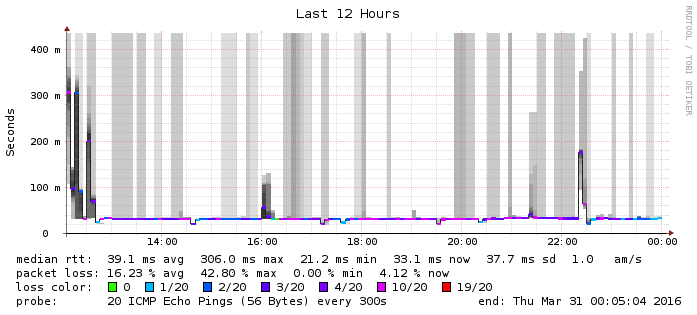 Last 12 Hours
RRDTOOL / TOBI OETIKER
Seconds
400 m
300 m
200 m
100 m
0
14:00 16:00 18:00 20:00 22:00 00:00
median rtt: 39.1 ms avg 306.0 ms max 21.2 ms min 33.1 ms now 37.7 ms sd 1.0 am/s
packet loss: 16.23 % avg 42.80 % max 0.00 % min 4.12 % now
loss color: 0 1/20 2/20 3/20 4/20 10/20 19/20
probe: 20 ICMP Echo Pings (56 Bytes) every 300s end: Thu Mar 31 00:05:04 2016